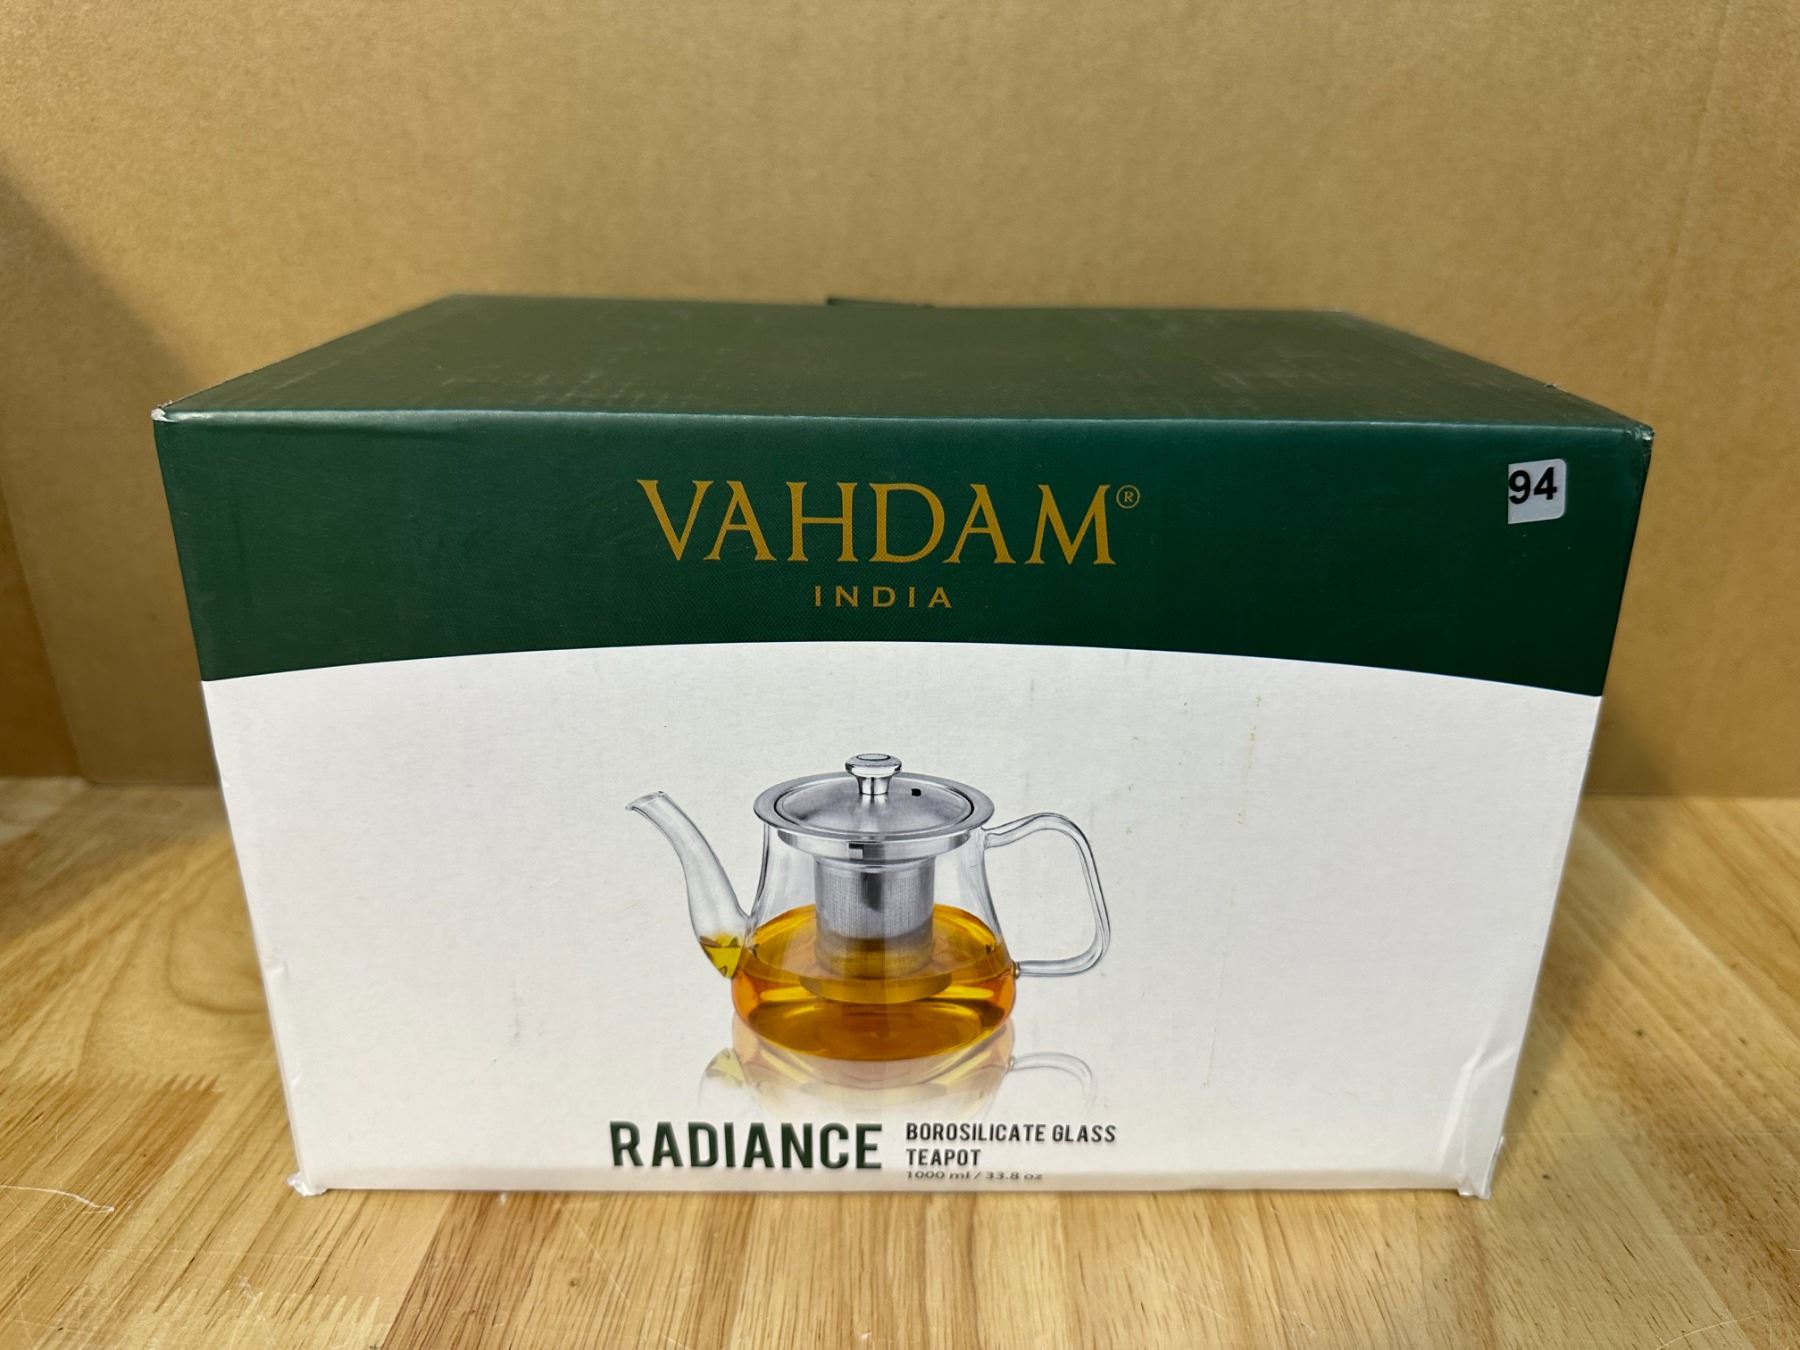 VAHDAM®
INDIA
94
RADIANCE
BOROSILICATE GLASS
TEAPOT
1000 ml / 33.8 oz